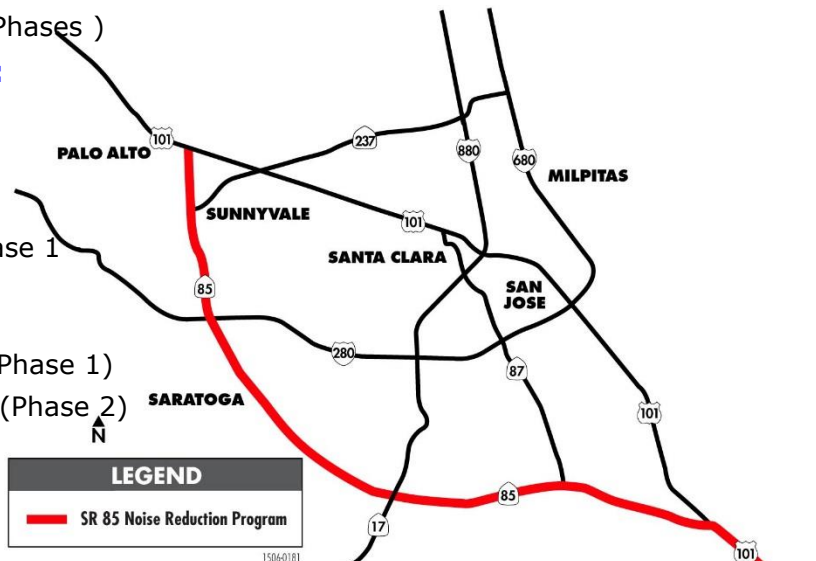 Phases )
:
101
PALO ALTO
237
880
680
MILPITAS
SUNNYVALE
101
SANTA CLARA
ase 1
SAN
JOSE
85
280
Phase 1)
87
(Phase 2)
SARATOGA
101
N
LEGEND
SR 85 Noise Reduction Program
85
17
101
1506-0181